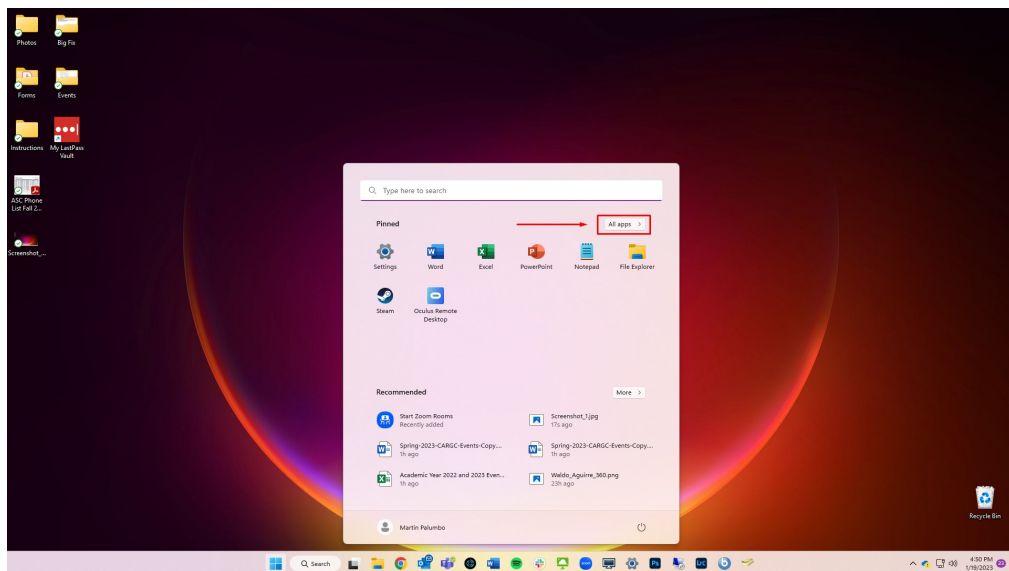 Photos
Big Fix
Forms
Events
Instructions
My LastPass
Vault
ASC Phone
List Fall 2...
Screenshot_...
Type here to search
Pinned
All apps >
Settings
Word
Excel
PowerPoint
Notepad
File Explorer
Steam
Oculus Remote
Desktop
Recommended
More >
Start Zoom Rooms
Recently added
Screenshot_1.jpg
17s ago
Spring-2023-CARGC-Events-Copy....
1h ago
Spring-2023-CARGC-Events-Copy....
1h ago
Academic Year 2022 and 2023 Even...
1h ago
Waldo_Aguirre_360.png
23h ago
Martin Palumbo
Recycle Bin
Search
4:50 PM
1/19/2023